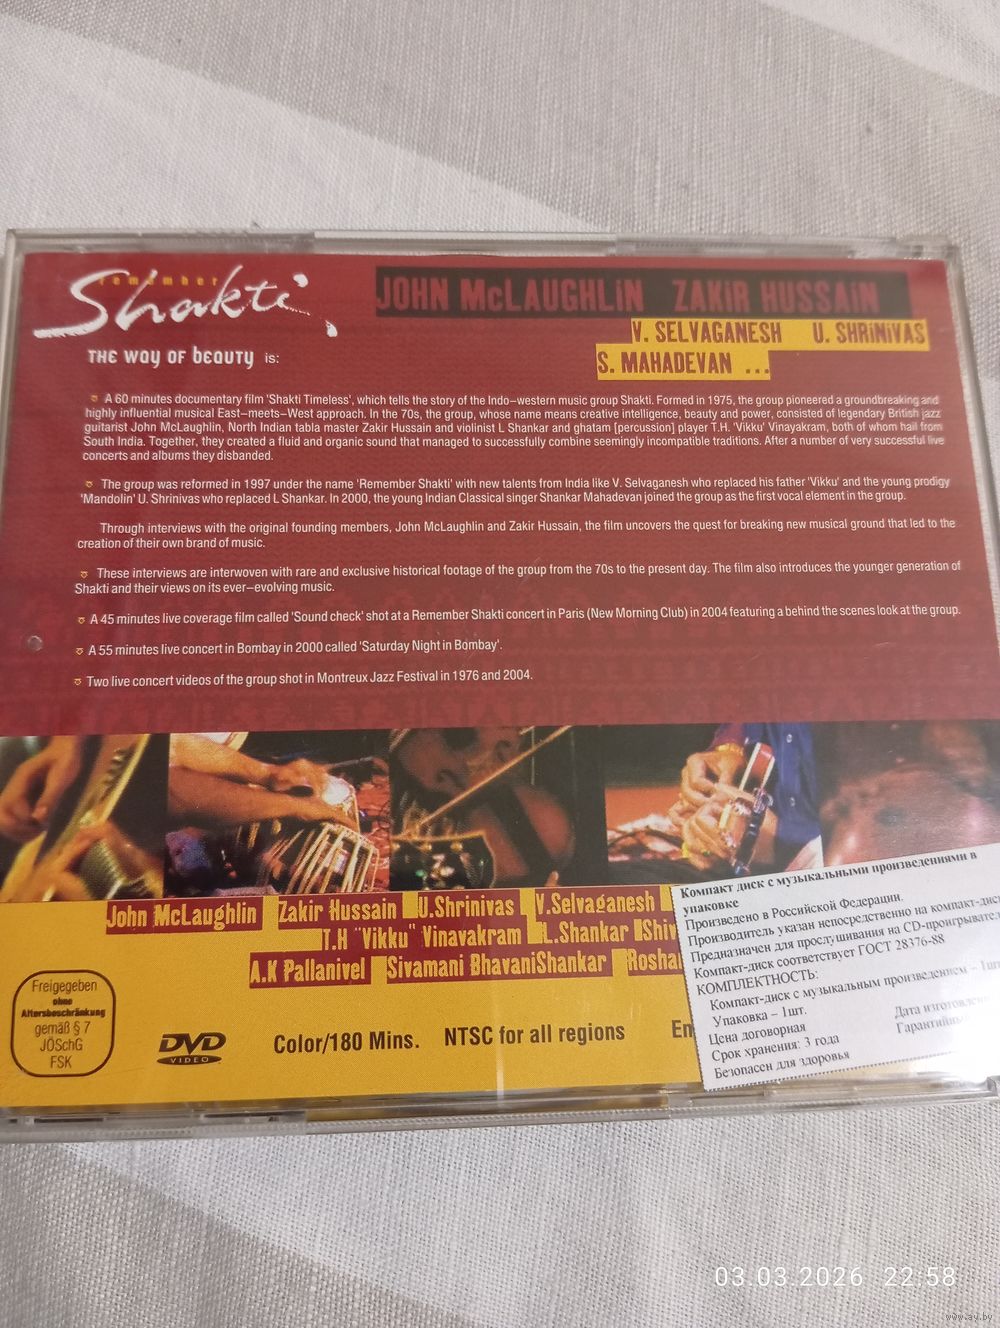 remember
Shakti
JOHN McLAUGHLiN ZAKiR HUSSAiN
V. SELVAGANESH U. SHRiNiVAS
S. MAHADEVAN ...
THE WAY OF BEAUTY is:
A 60 minutes documentary film 'Shakti Timeless', which tells the story of the Indo-western music group Shakti. Formed in 1975, the group pioneered a groundbreaking and
highly influential musical East-meets-West approach. In the 70s, the group, whose name means creative intelligence, beauty and power, consisted of legendary British jazz
guitarist John McLaughlin, North Indian tabla master Zakir Hussain and violinist L Shankar and ghatam [percussion] player T.H. 'Vikku' Vinayakram, both of whom hail from
South India. Together, they created a fluid and organic sound that managed to successfully combine seemingly incompatible traditions. After a number of very successful live
concerts and albums they disbanded.
The group was reformed in 1997 under the name 'Remember Shakti' with new talents from India like V. Selvaganesh who replaced his father 'Vikku' and the young prodigy
'Mandolin' U. Shrinivas who replaced L Shankar. In 2000, the young Indian Classical singer Shankar Mahadevan joined the group as the first vocal element in the group.
Through interviews with the original founding members, John McLaughlin and Zakir Hussain, the film uncovers the quest for breaking new musical ground that led to the
creation of their own brand of music.
These interviews are interwoven with rare and exclusive historical footage of the group from the 70s to the present day. The film also introduces the younger generation of
Shakti and their views on its ever-evolving music.
A 45 minutes live coverage film called 'Sound check' shot at a Remember Shakti concert in Paris (New Morning Club) in 2004 featuring a behind the scenes look at the group.
A 55 minutes live concert in Bombay in 2000 called 'Saturday Night in Bombay'.
Two live concert videos of the group shot in Montreux Jazz Festival in 1976 and 2004.
John McLaughlin Zakir Hussain U.Shrinivas V.Selvaganesh
T.H "Vikku" Vinavakram L.Shankar Shiv
A.K Pallanivel Sivamani BhavaniShankar Rosha
Freigegeben
ohne
Altersbeschränkung
gemäß § 7
JÖSchG
FSK
DVD
VIDEO
Color/180 Mins. NTSC for all regions En
Компакт диск с музыкальными произведениями в
упаковке
Произведено в Российской Федерации.
Производитель указан непосредственно на компакт-дис
Предназначен для прослушивания на CD-проигрывате
Компакт-диск соответствует ГОСТ 28376-88
КОМПЛЕКТНОСТЬ:
Компакт-диск с музыкальным произведением – 1шт
Упаковка – 1шт.
Цена договорная Дата изготовлен
Срок хранения: 3 года Гарантийн
Безопасен для здоровья
03.03.2026 22:58
www.ay.by